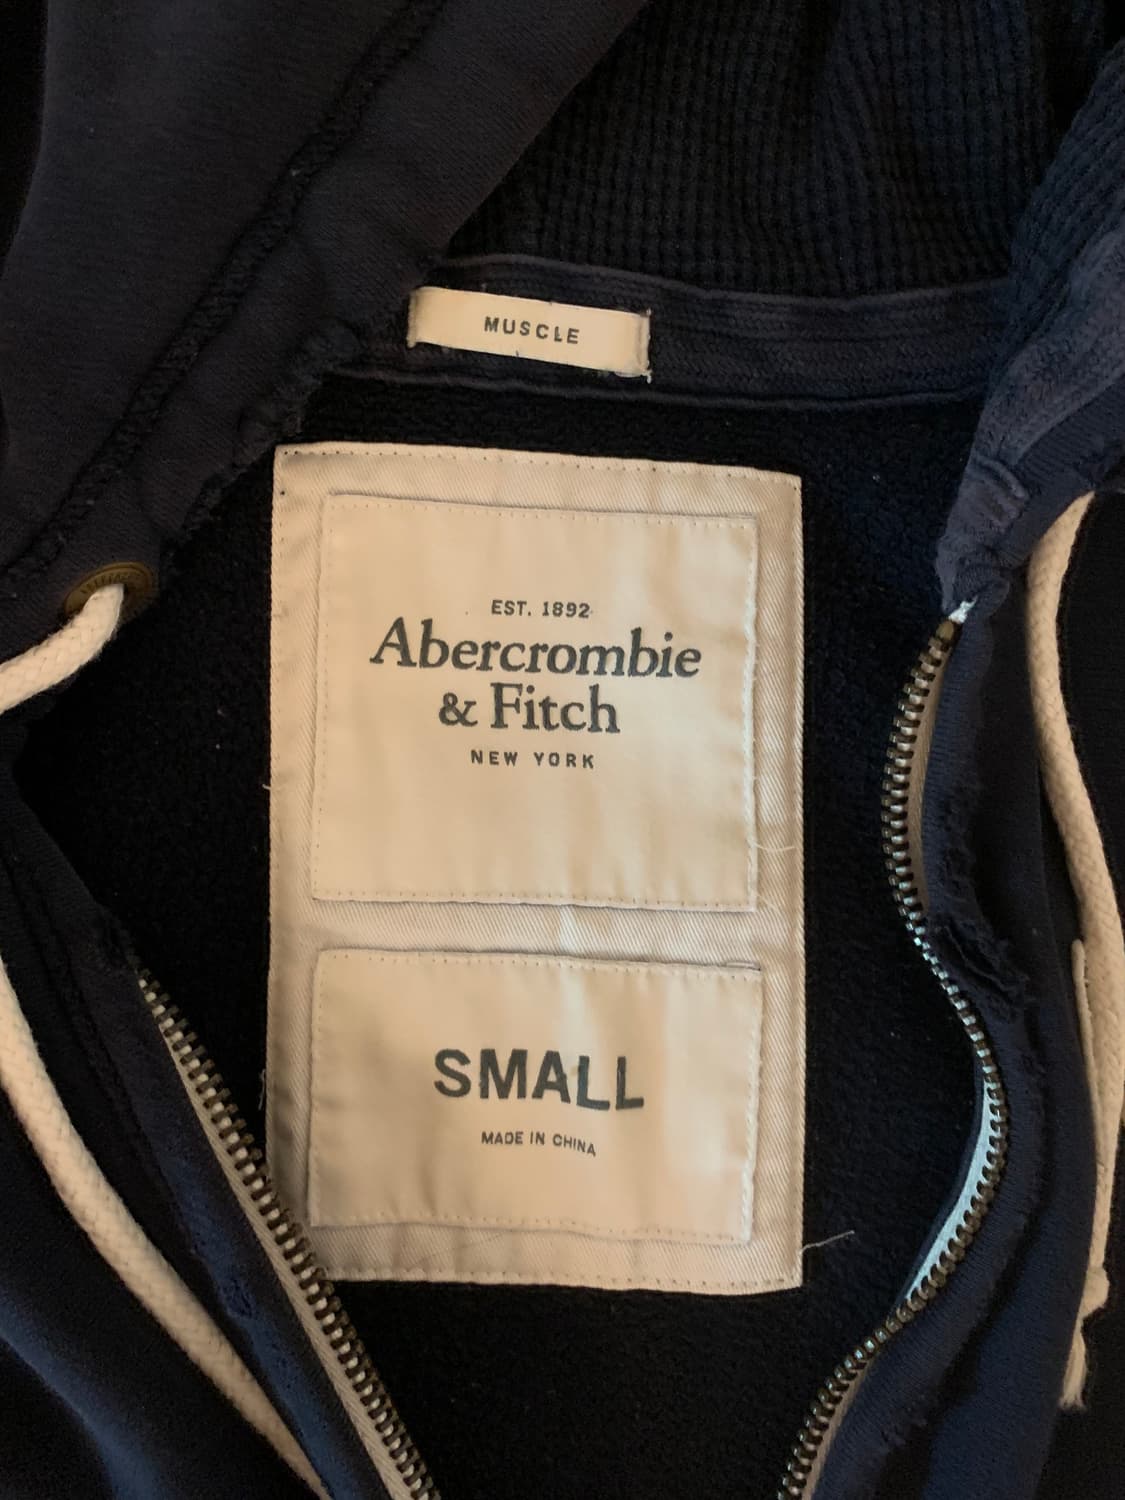 MUSCLE
EST. 1892
Abercrombie
& Fitch
NEW YORK
SMALL
MADE IN CHINA